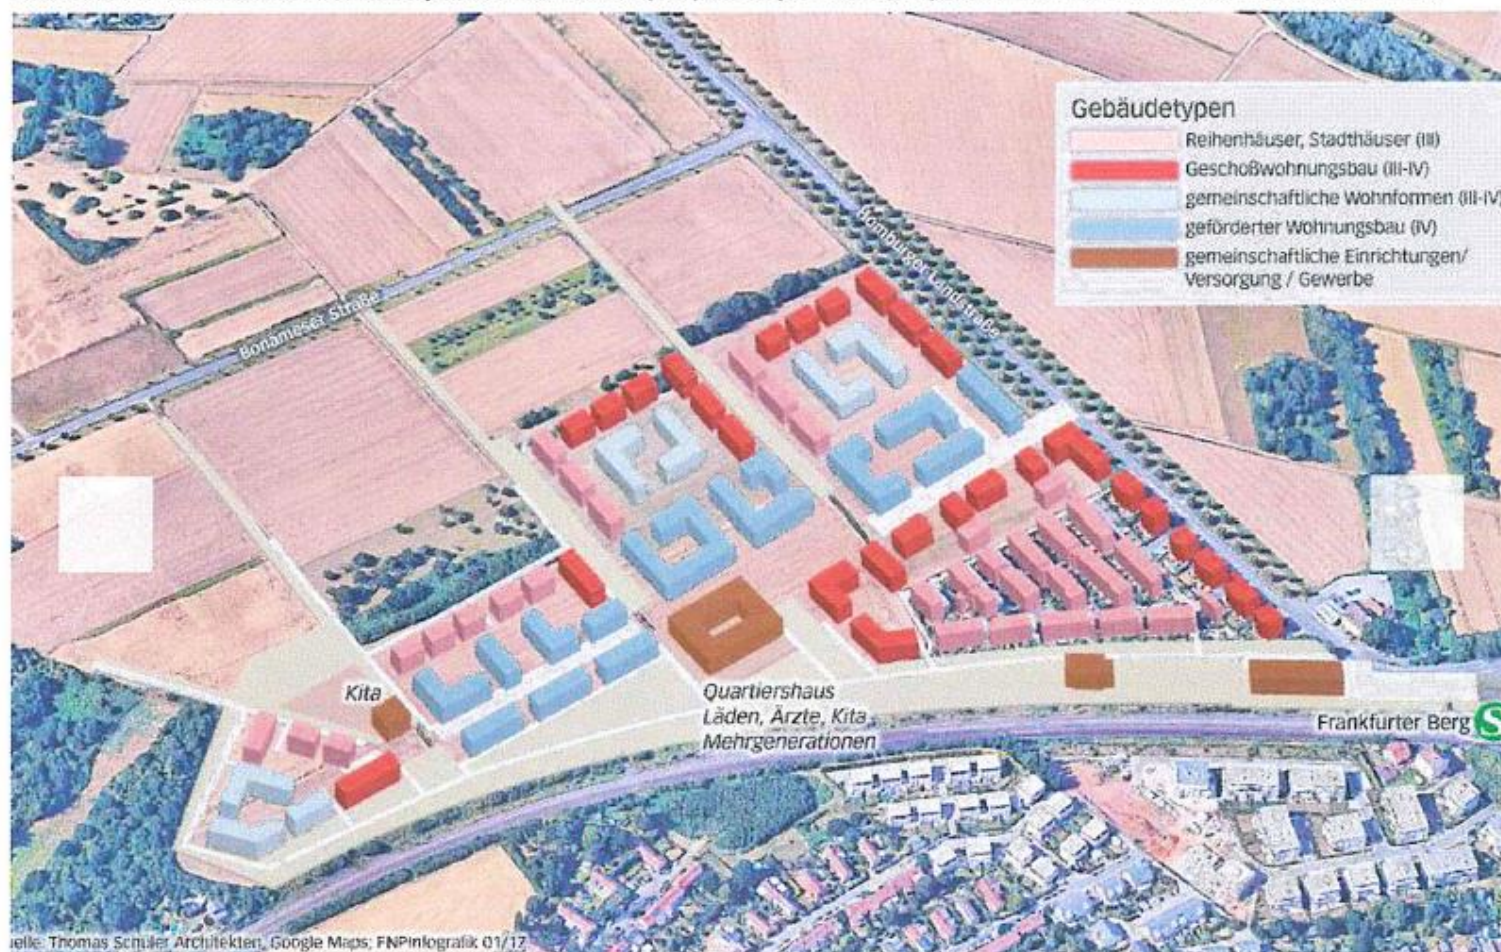 Gebäudetypen
Reihenhäuser, Stadthäuser (III)
Geschoßwohnungsbau (III-IV)
gemeinschaftliche Wohnformen (III-IV)
geförderter Wohnungsbau (IV)
gemeinschaftliche Einrichtungen/
Versorgung / Gewerbe
Homburger Landstraße
Bonameser Straße
Kita
Quartiershaus
Läden, Ärzte, Kita,
Mehrgenerationen
Frankfurter Berg S
uelle: Thomas Schüler Architekten, Google Maps; FNPInfografik 01/17